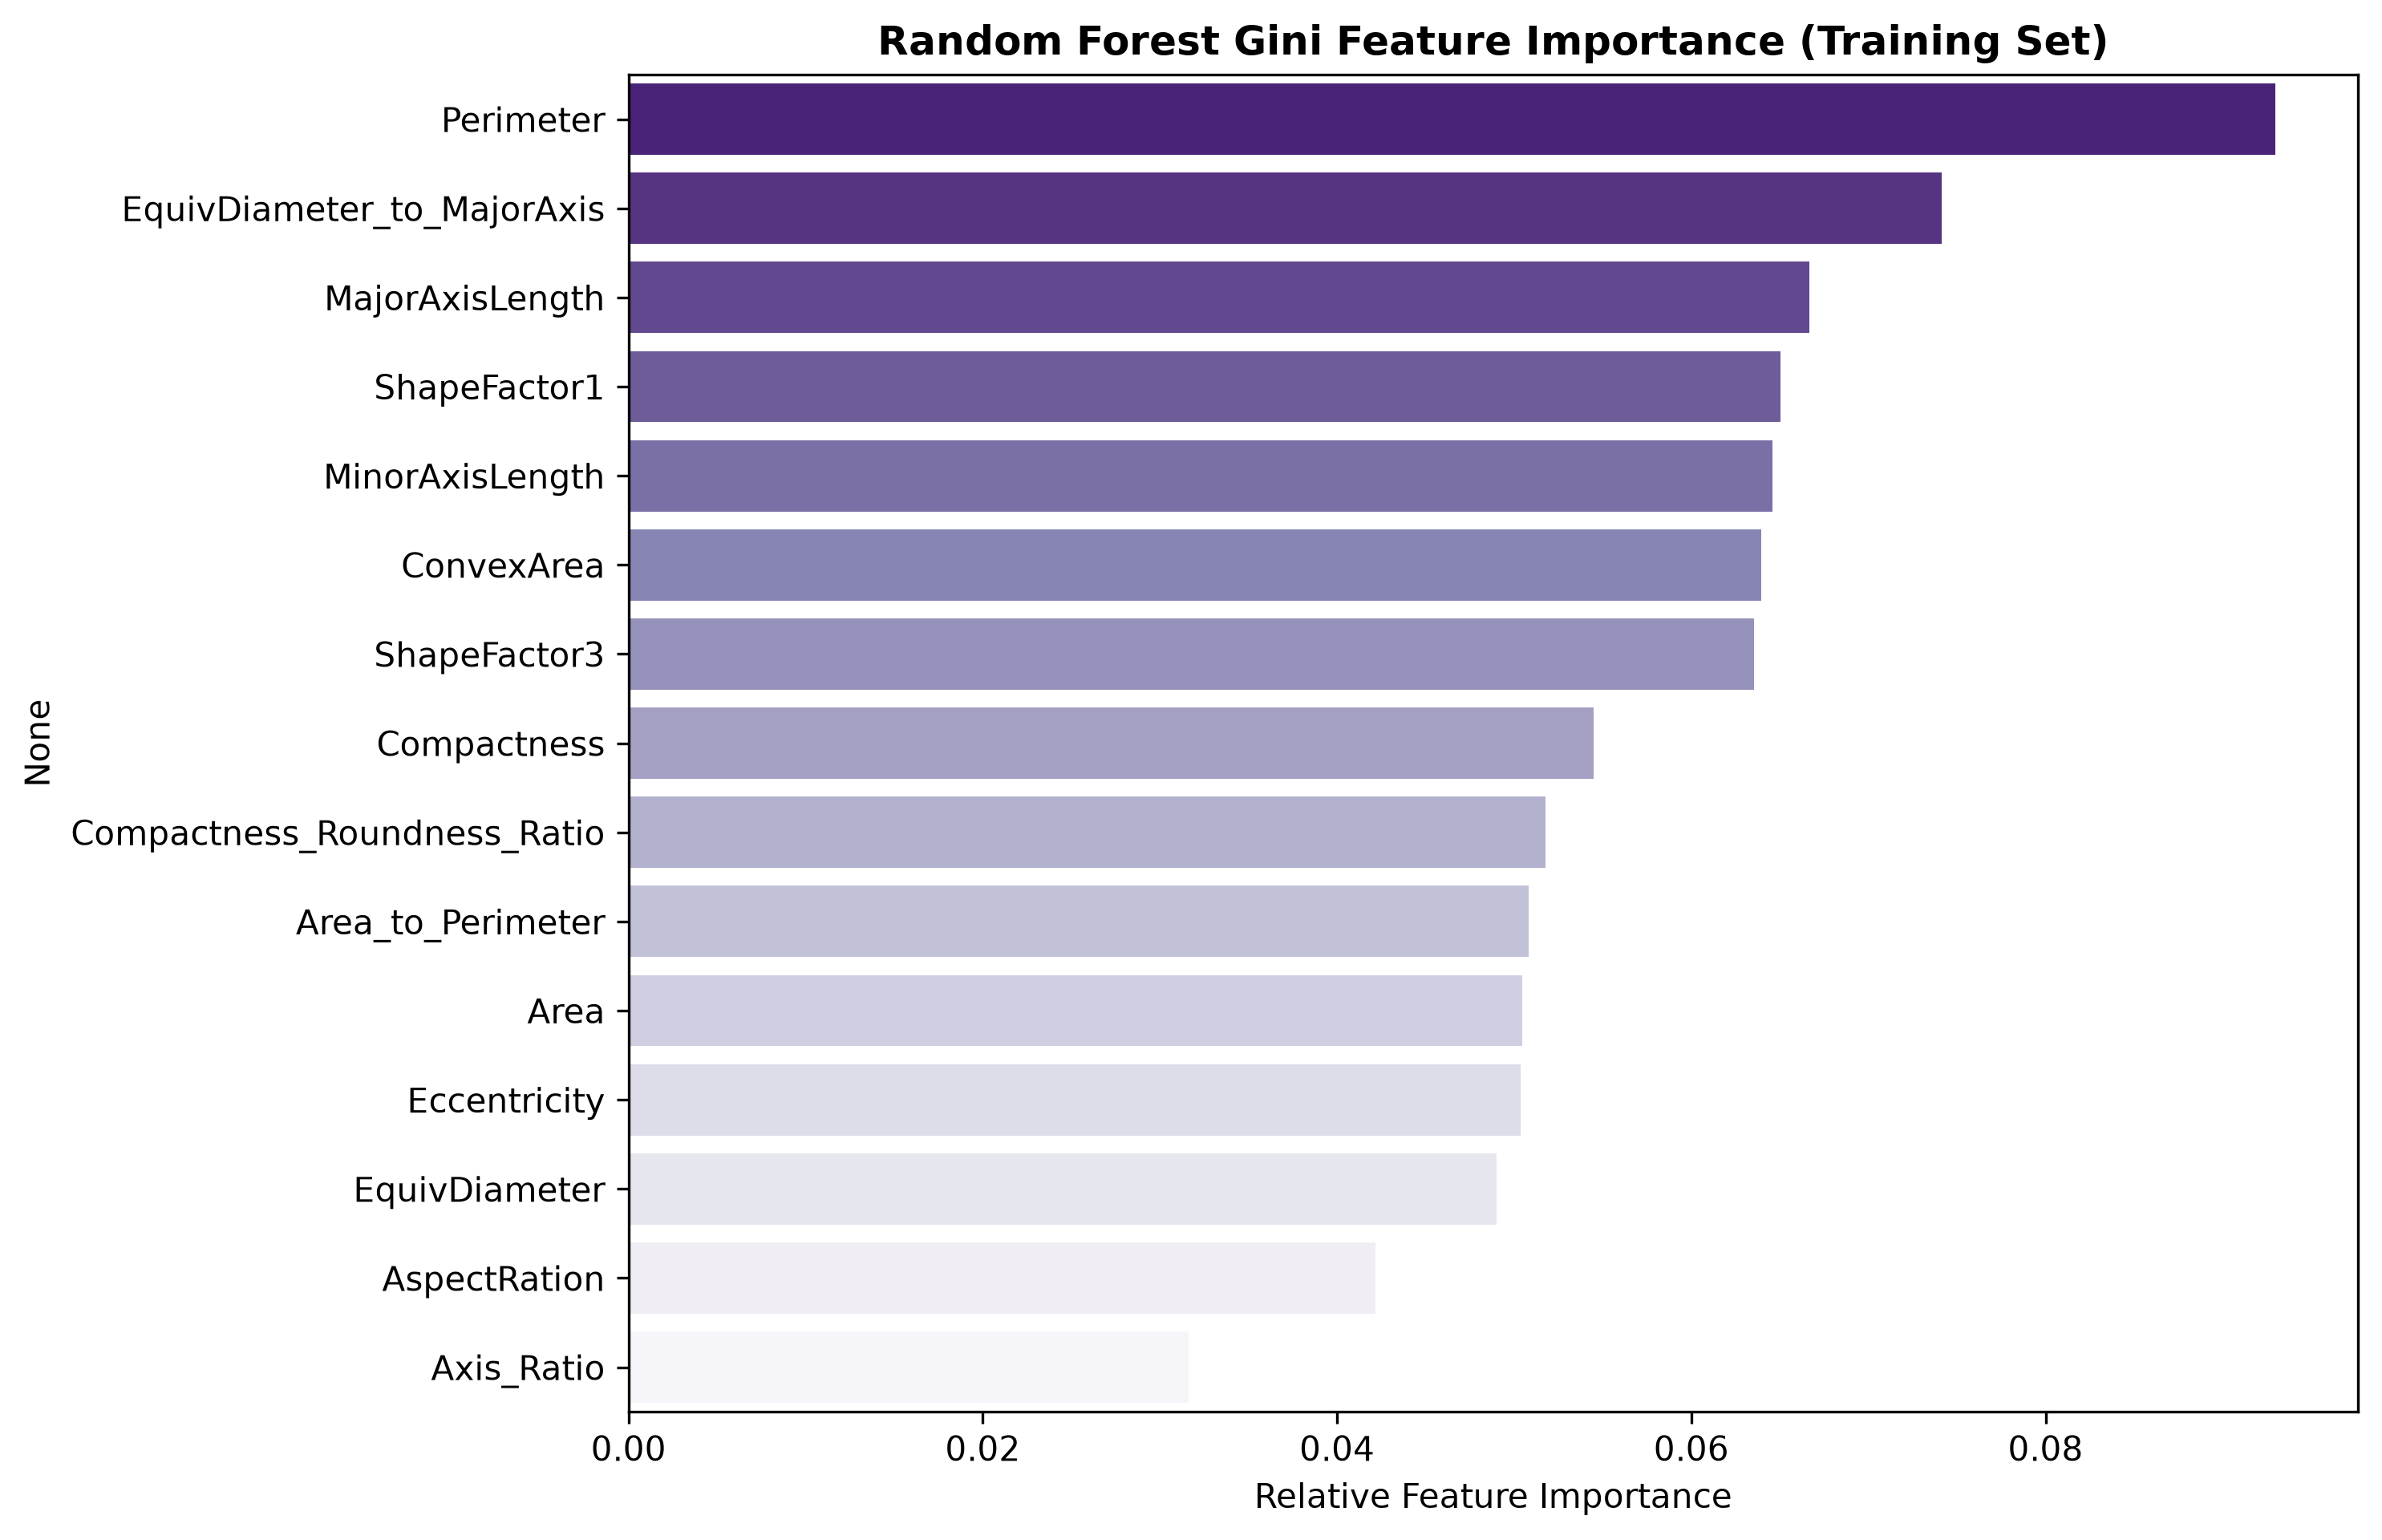 Random Forest Gini Feature Importance (Training Set)
Perimeter
EquivDiameter_to_MajorAxis
MajorAxisLength
ShapeFactor1
MinorAxisLength
ConvexArea
ShapeFactor3
Compactness
Compactness_Roundness_Ratio
Area_to_Perimeter
Area
Eccentricity
EquivDiameter
AspectRation
Axis_Ratio
None
0.00 0.02 0.04 0.06 0.08
Relative Feature Importance